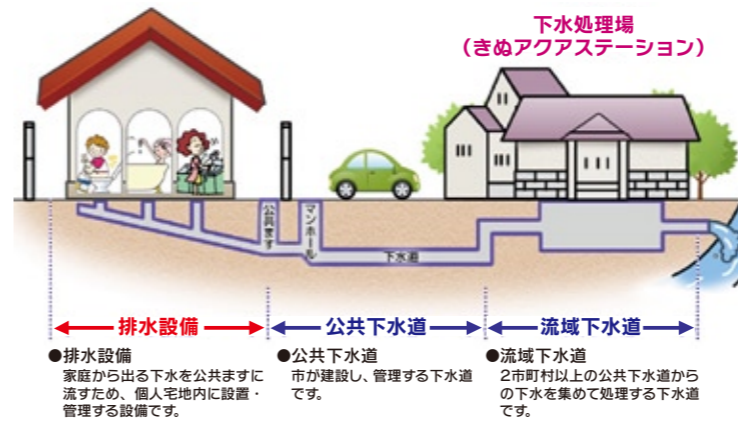 下水処理場
（きぬアクアステーション）
公共ます
マンホール
下水道
排水設備
公共下水道
流域下水道
●排水設備
家庭から出る下水を公共ますに
流すため、個人宅地内に設置・
管理する設備です。
●公共下水道
市が建設し、管理する下水道
です。
●流域下水道
2市町村以上の公共下水道から
の下水を集めて処理する下水道
です。